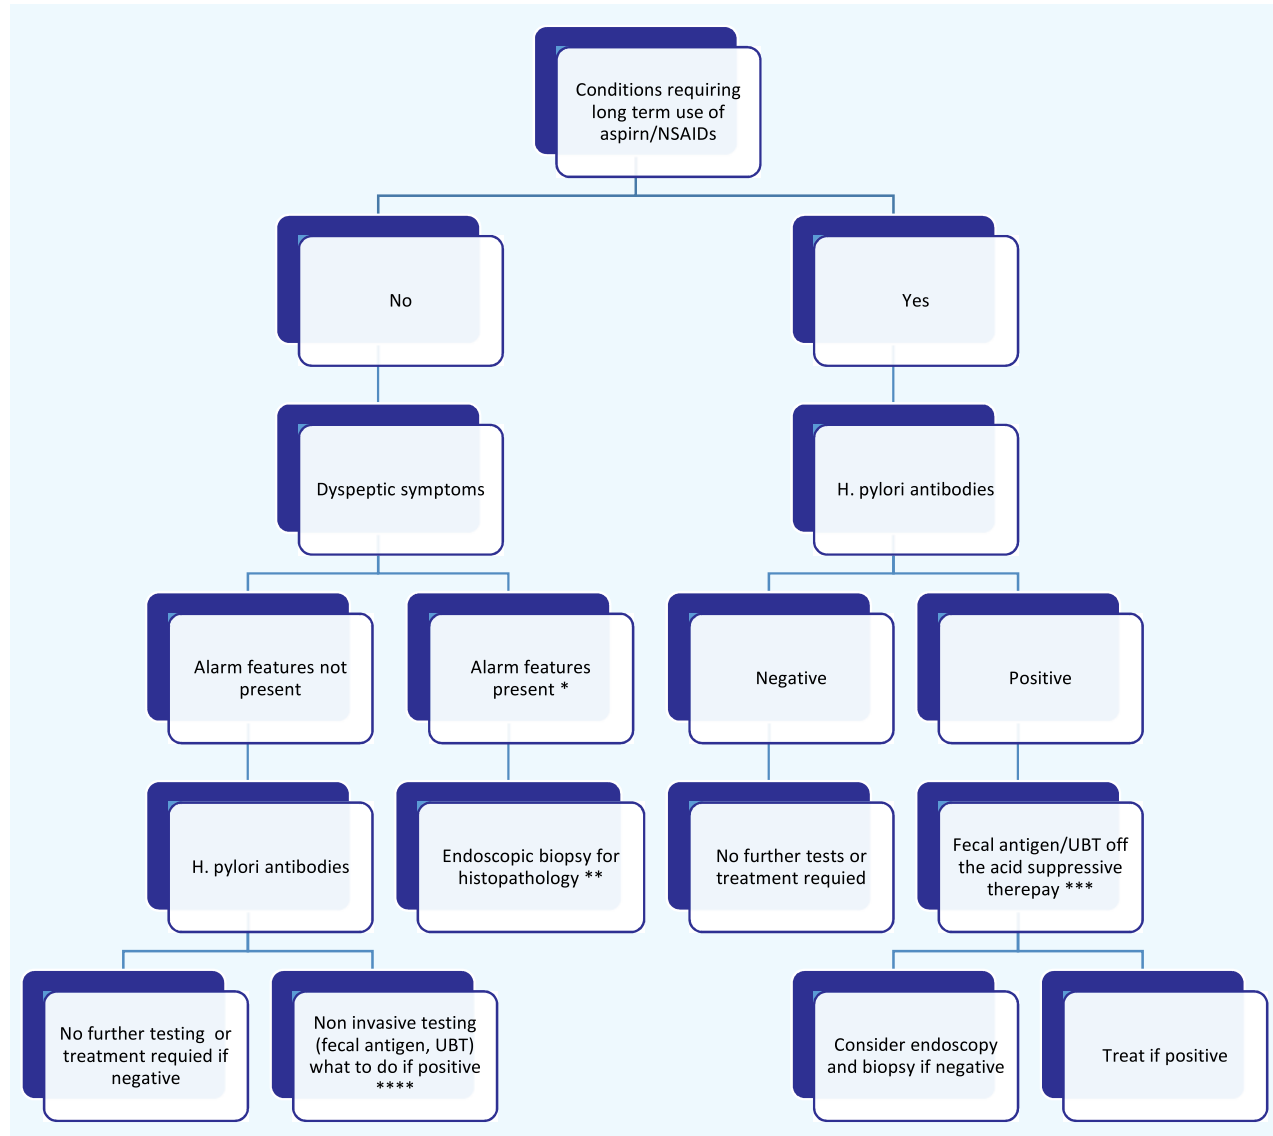 Conditions requiring
long term use of
aspirn/NSAIDs
No
Yes
Dyspeptic symptoms
H. pylori antibodies
Alarm features not
present
Alarm features
present *
Negative
Positive
H. pylori antibodies
Endoscopic biopsy for
histopathology **
No further tests or
treatment requied
Fecal antigen/UBT off
the acid suppressive
therepay ***
No further testing or
treatment requied if
negative
Non invasive testing
(fecal antigen, UBT)
what to do if positive
****
Consider endoscopy
and biopsy if negative
Treat if positive